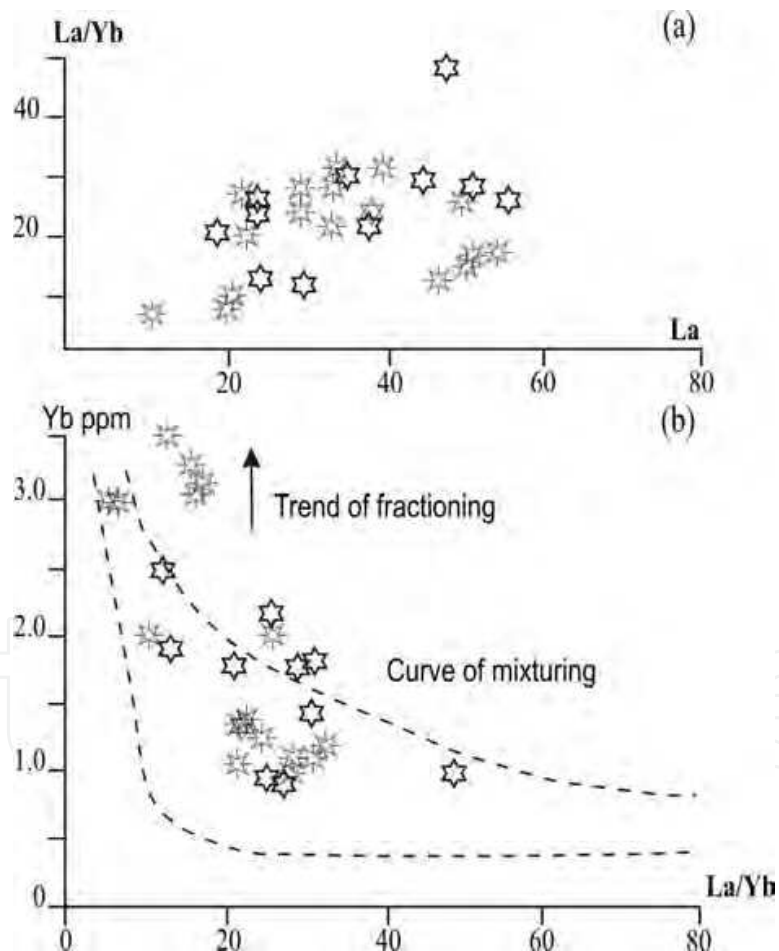 La/Yb
(a)
40
20
La
20
40
60
80
Yb ppm
(b)
3.0
Trend of fractioning
2.0
Curve of mixturing
1.0
La/Yb
0
0
20
40
60
80